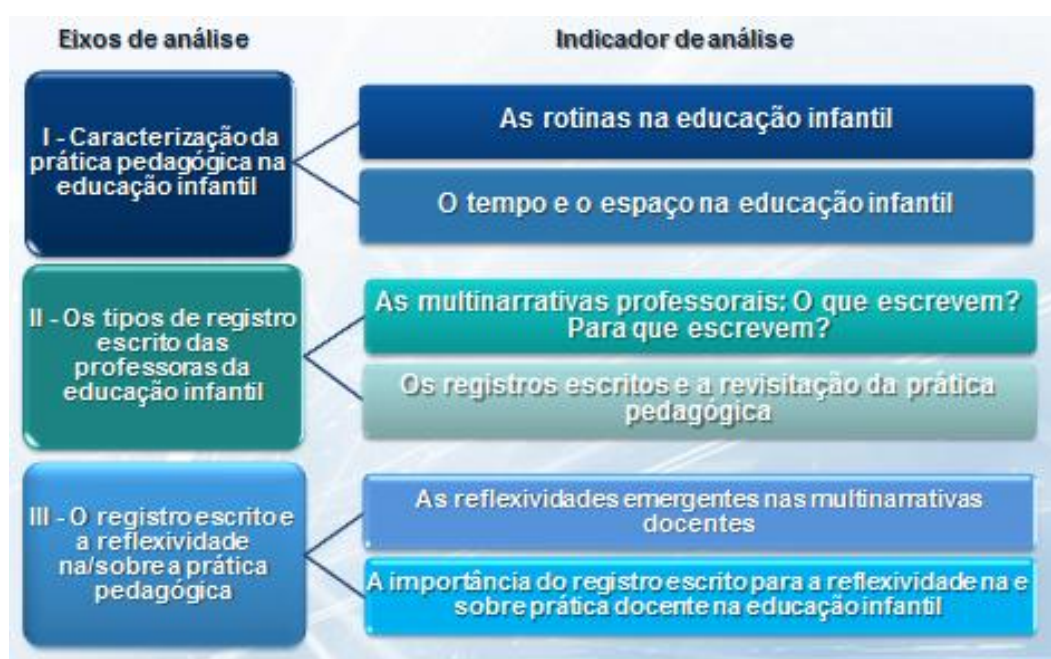 Eixos de análise
Indicador de análise
I - Caracterização da
prática pedagógica na
educação infantil
As rotinas na educação infantil
O tempo e o espaço na educação infantil
II - Os tipos de registro
escrito das
professoras da
educação infantil
As multinarrativas professorais: O que escrevem?
Para que escrevem?
Os registros escritos e a revisitação da prática
pedagógica
III - O registro escrito e
a reflexividade
na/sobre a prática
pedagógica
As reflexividades emergentes nas multinarrativas
docentes
A importância do registro escrito para a reflexividade na e
sobre prática docente na educação infantil